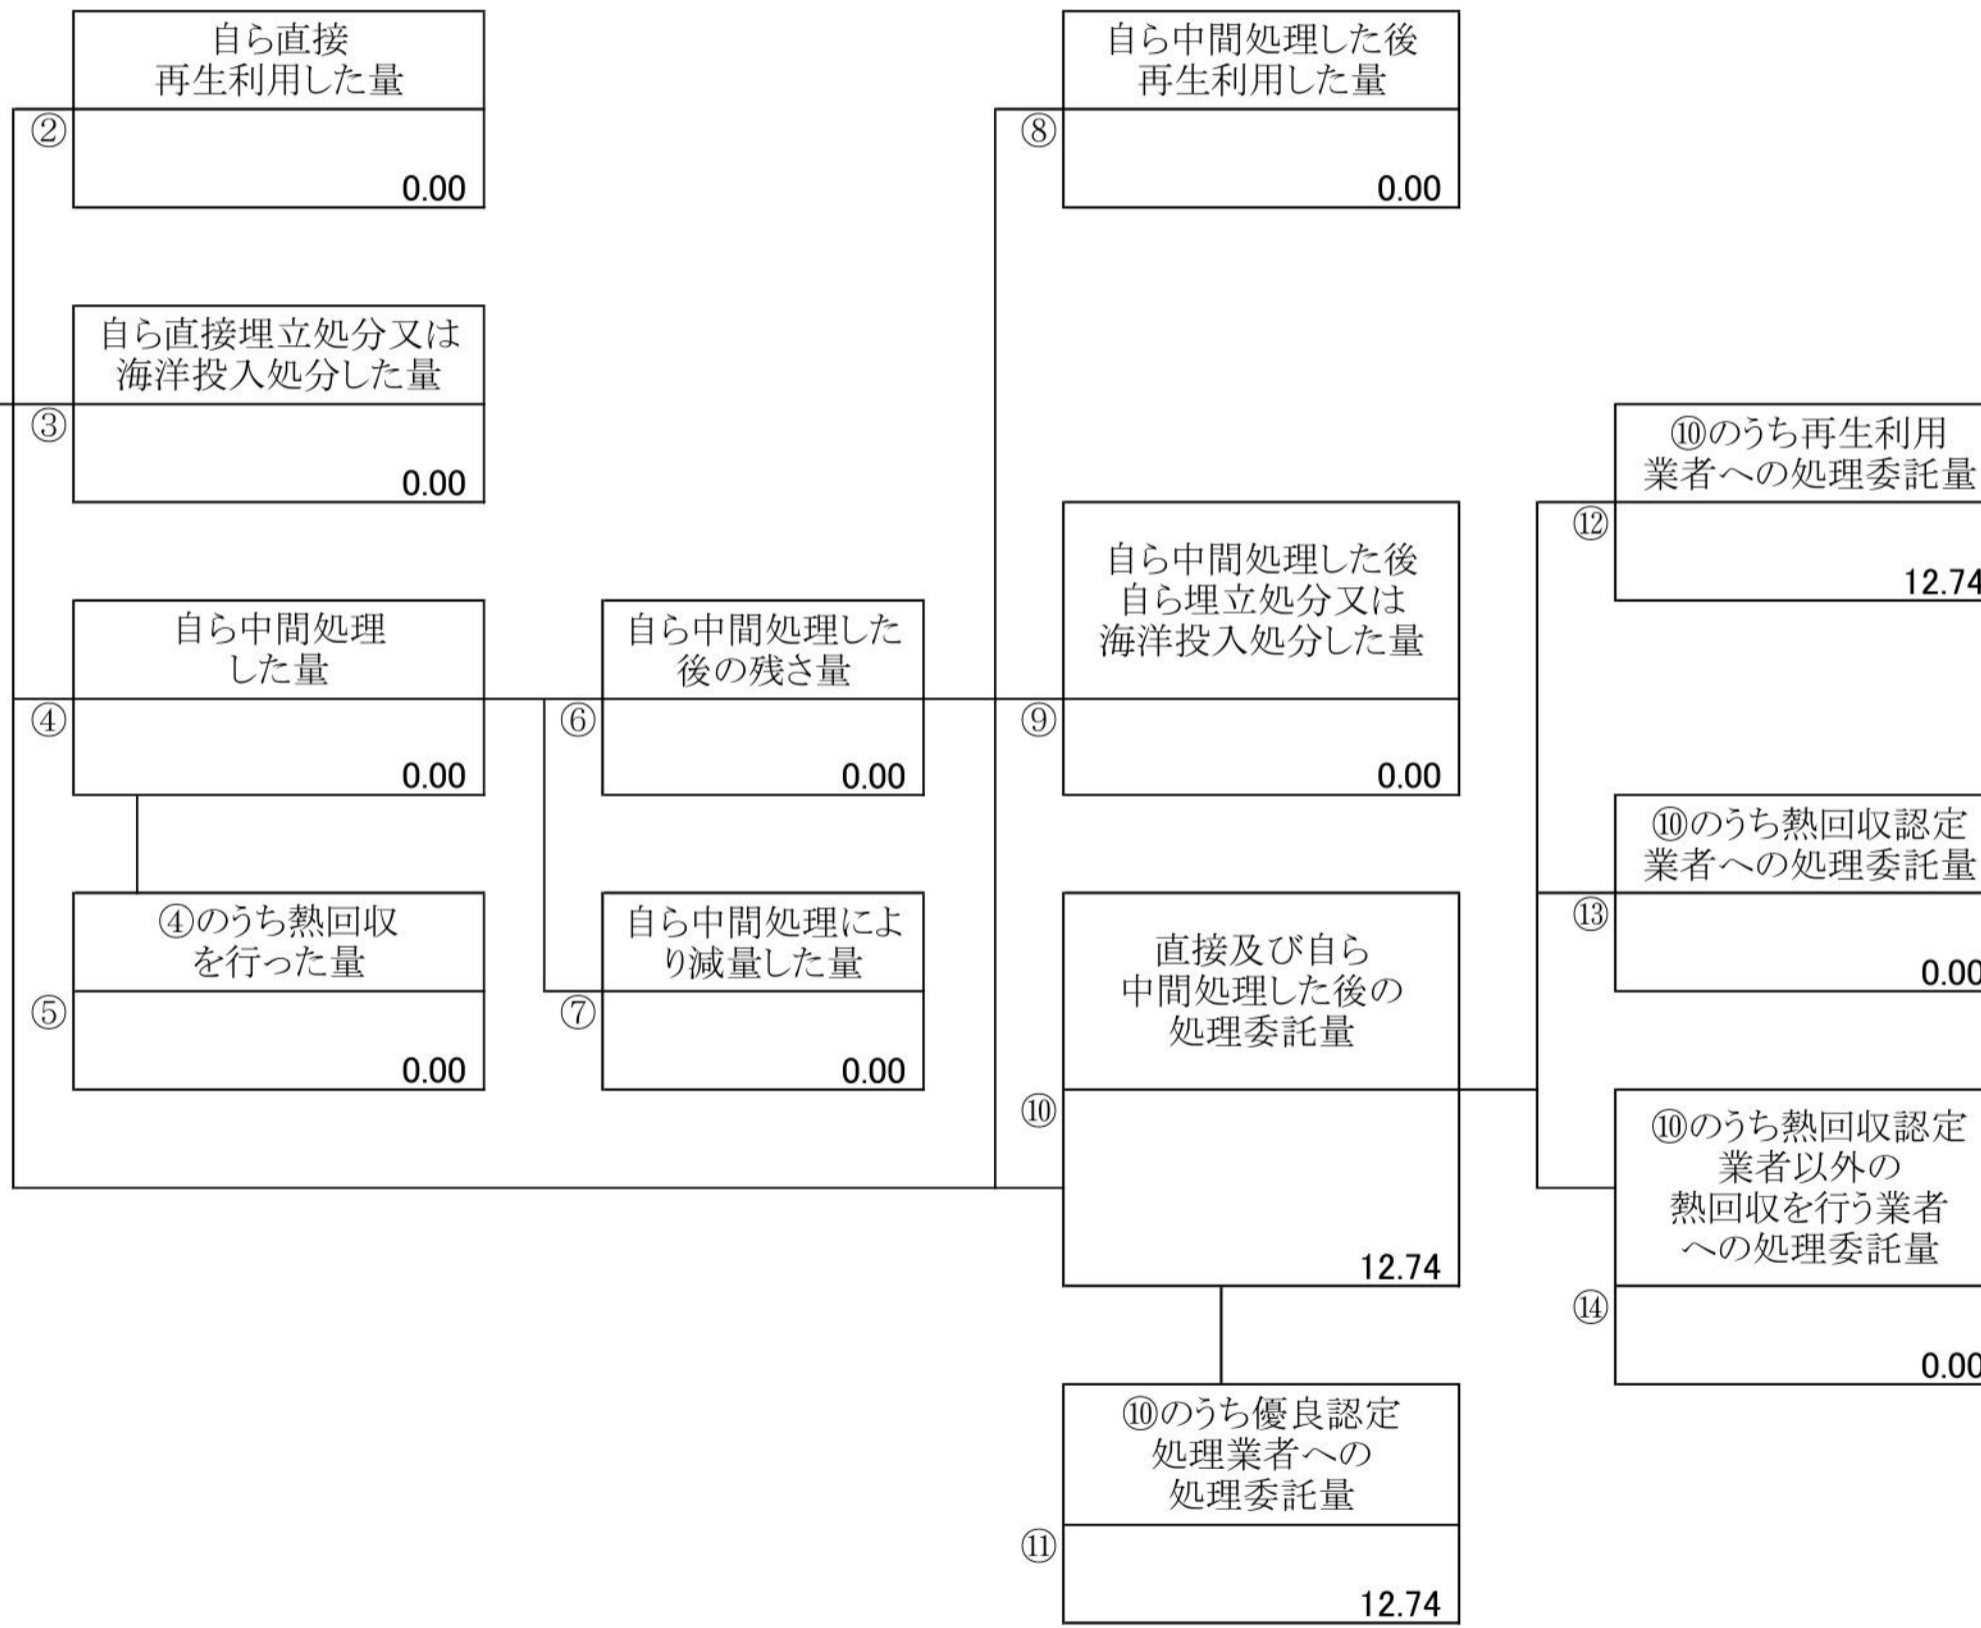 自ら直接
再生利用した量
②
0.00
自ら直接埋立処分又は
海洋投入処分した量
③
0.00
自ら中間処理
した量
④
0.00
④のうち熱回収
を行った量
⑤
0.00
自ら中間処理した
後の残さ量
⑥
0.00
自ら中間処理によ
り減量した量
⑦
0.00
自ら中間処理した後
再生利用した量
⑧
0.00
自ら中間処理した後
自ら埋立処分又は
海洋投入処分した量
⑨
0.00
直接及び自ら
中間処理した後の
処理委託量
⑩
12.74
⑩のうち優良認定
処理業者への
処理委託量
⑪
12.74
⑩のうち再生利用
業者への処理委託量
⑫
12.74
⑩のうち熱回収認定
業者への処理委託量
⑬
0.00
⑩のうち熱回収認定
業者以外の
熱回収を行う業者
への処理委託量
⑭
0.00